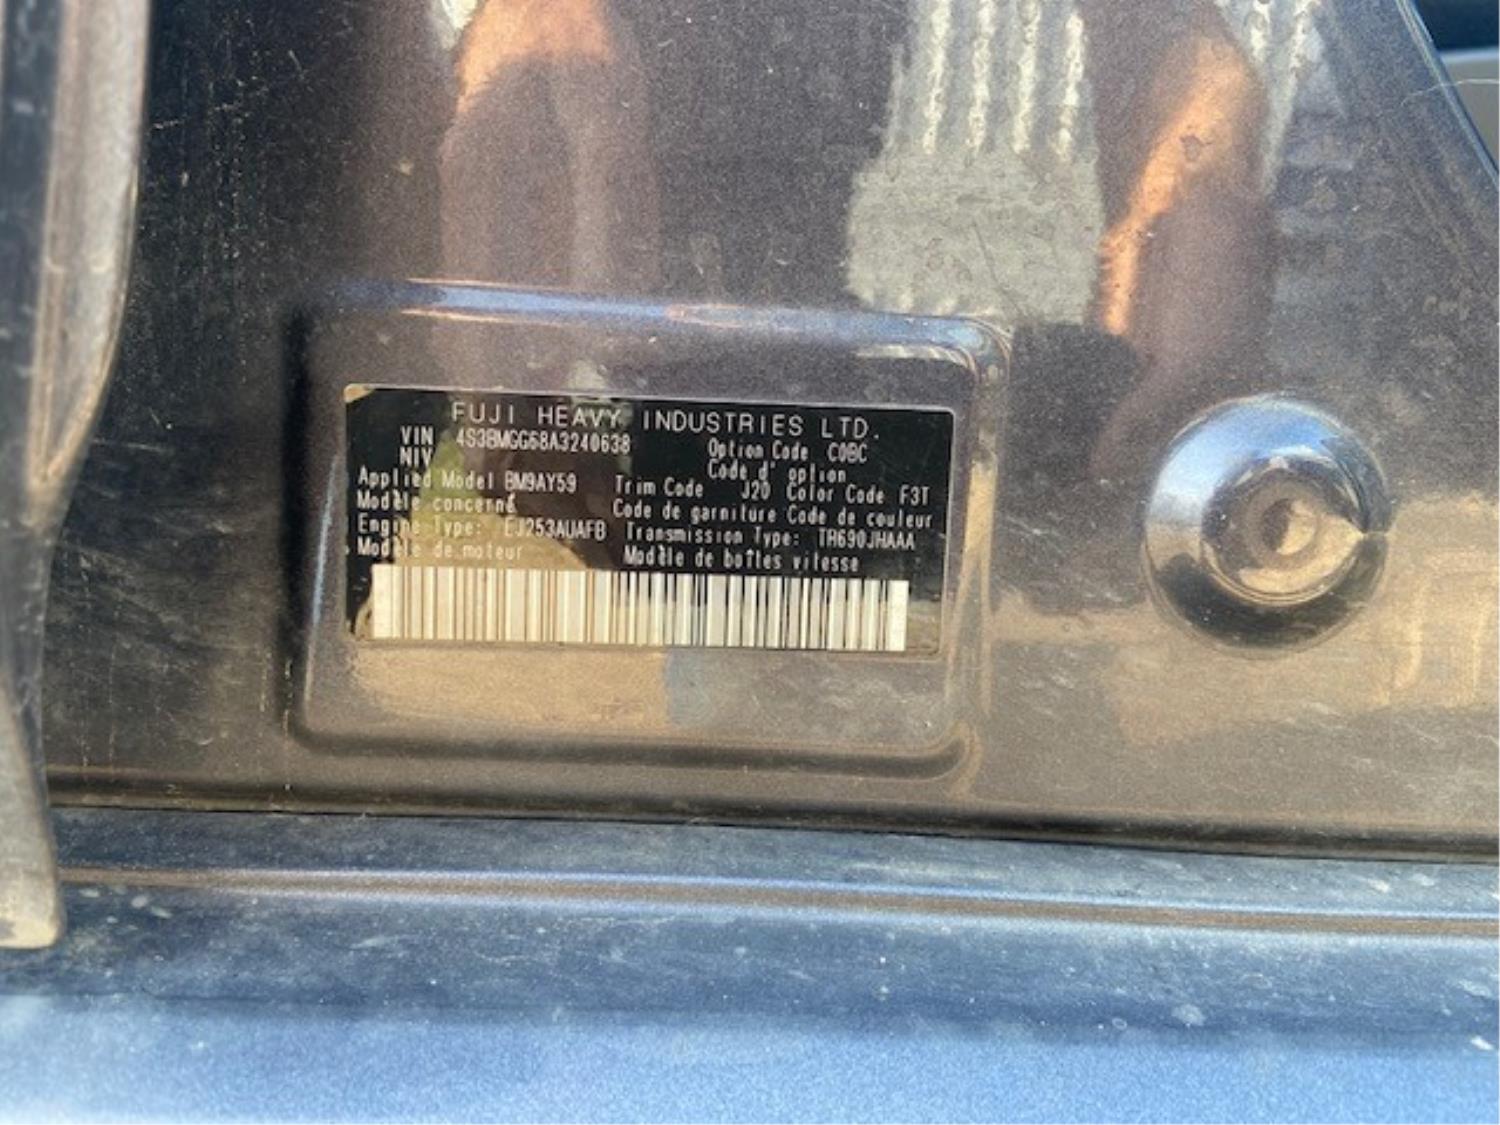 FUJI HEAVY INDUSTRIES LTD.
VIN 4S3BMGG68A3240638 Option Code C0BC
NIV Code d' option
Applied Model BM9AY59 Trim Code J20 Color Code F3T
Modèle concerné Code de garniture Code de couleur
Engine Type: EJ253AUAFB Transmission Type: TR690JHAAA
Modèle de moteur Modèle de boîtes vitesse